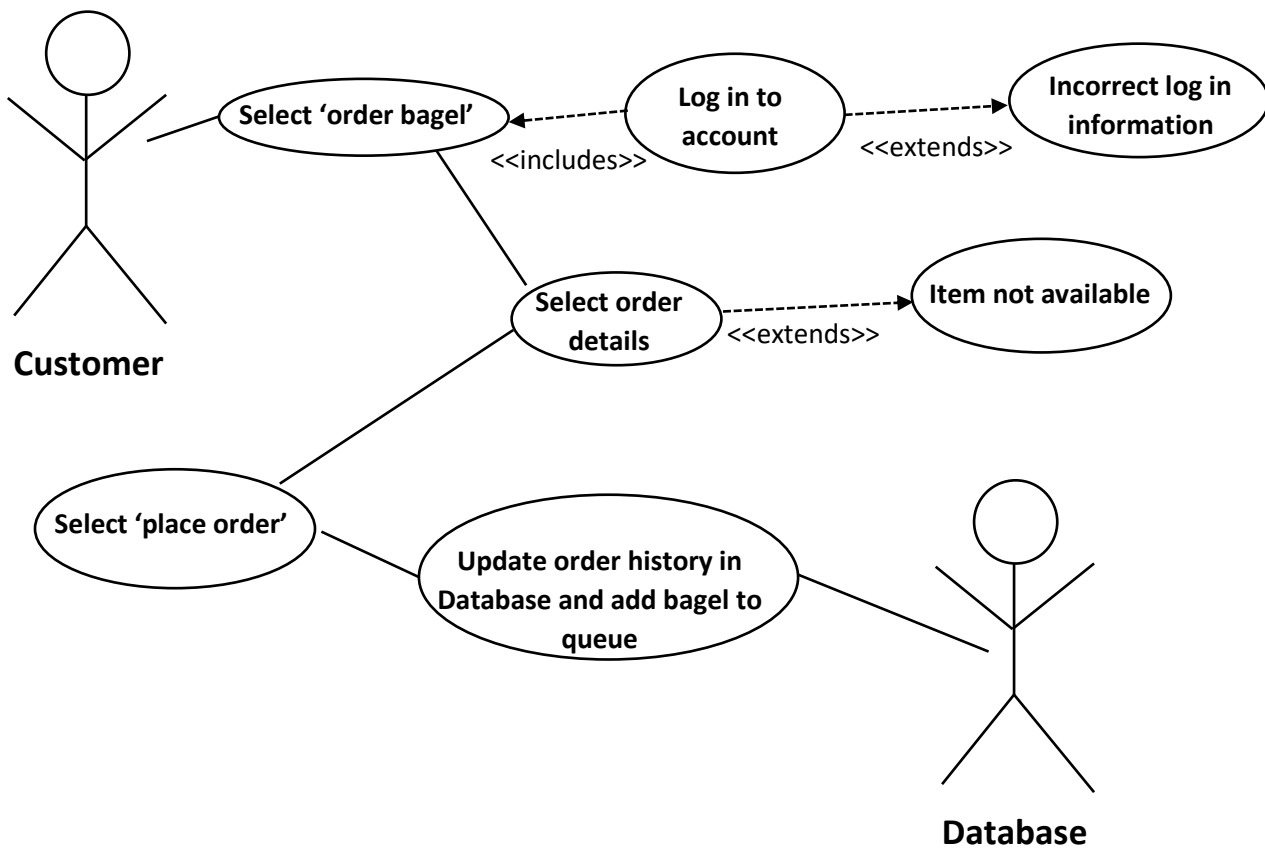 Select ‘order bagel’
Log in to
account
Incorrect log in
information
<<includes>>
<<extends>>
Select order
details
Item not available
<<extends>>
Customer
Select ‘place order’
Update order history in
Database and add bagel to
queue
Database